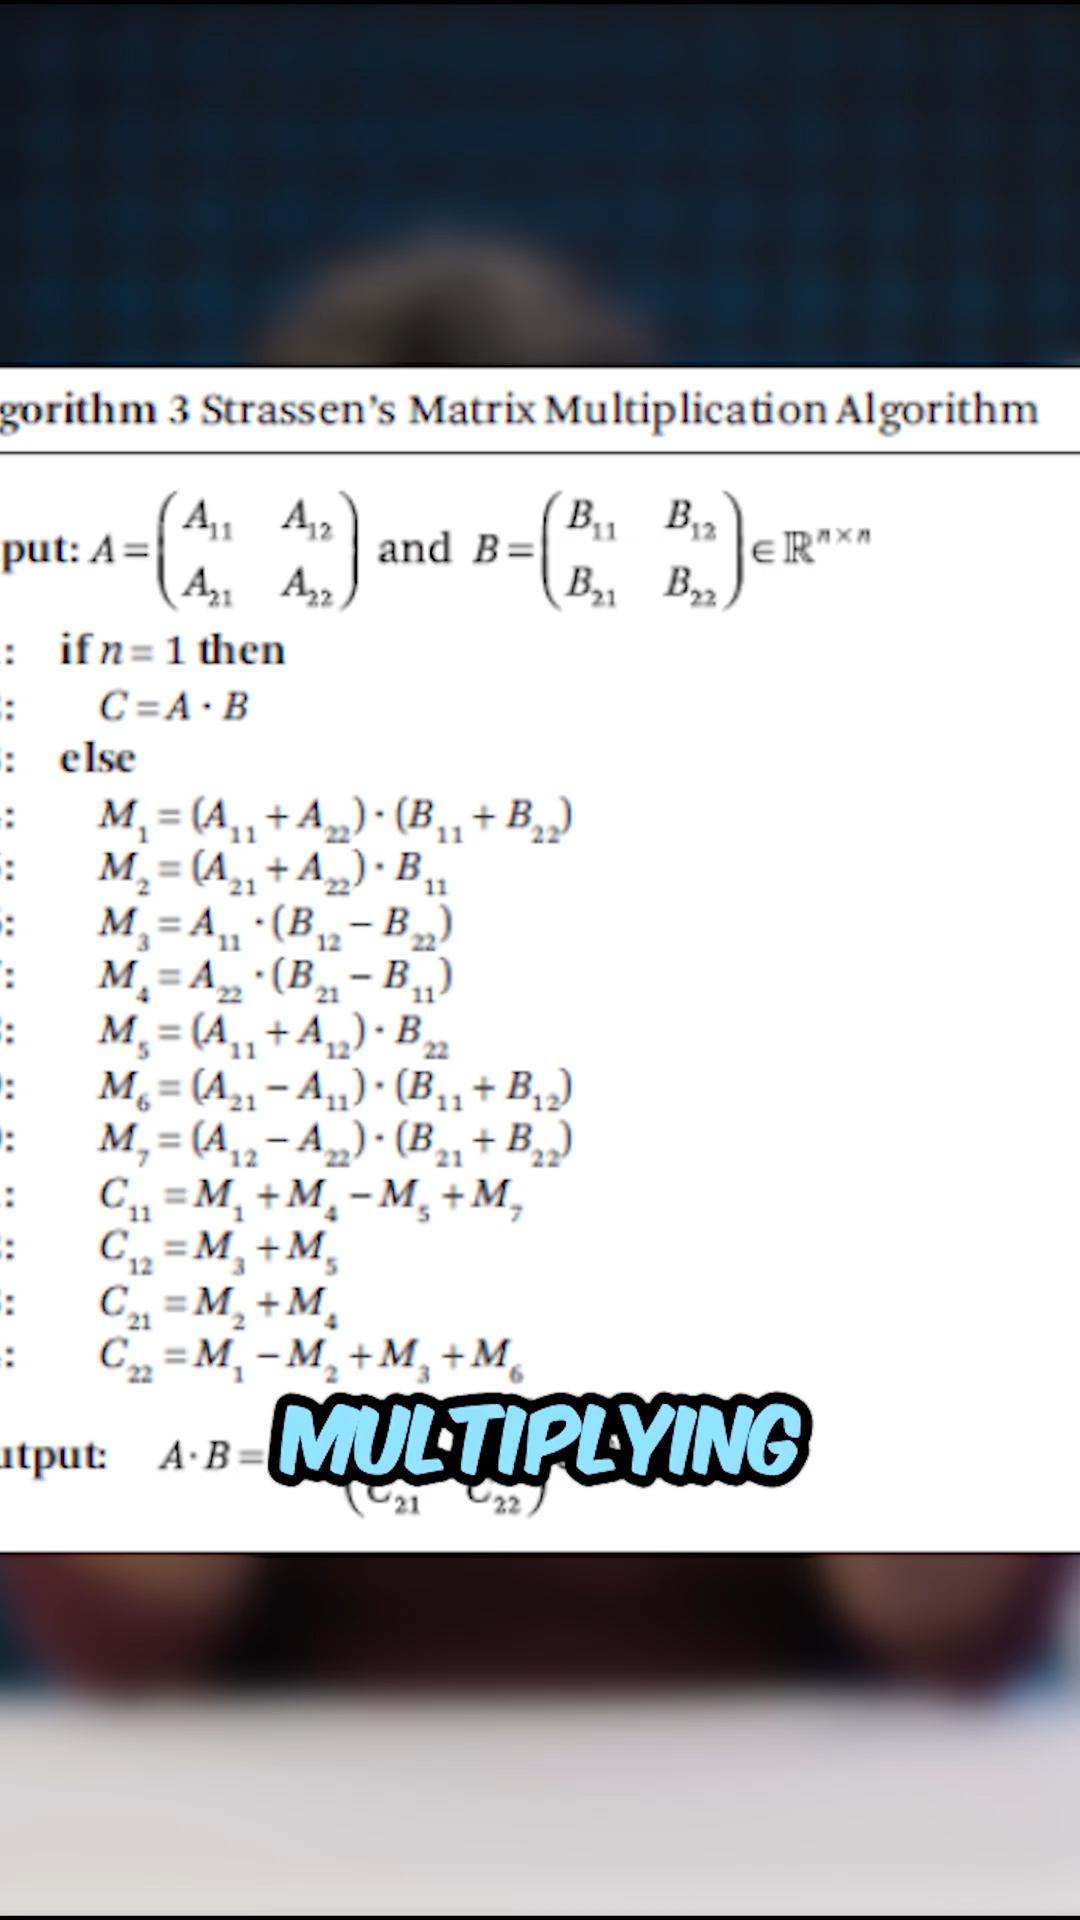 gorithm 3 Strassen's Matrix Multiplication Algorithm
put: A = (A₁₁ A₁₂ and B = (B₁₁ B₁₂ ∈ ℝⁿˣⁿ
A₂₁ A₂₂) B₂₁ B₂₂)
: if n = 1 then
: C = A · B
: else
: M₁ = (A₁₁ + A₂₂) · (B₁₁ + B₂₂)
: M₂ = (A₂₁ + A₂₂) · B₁₁
: M₃ = A₁₁ · (B₁₂ − B₂₂)
: M₄ = A₂₂ · (B₂₁ − B₁₁)
: M₅ = (A₁₁ + A₁₂) · B₂₂
: M₆ = (A₂₁ − A₁₁) · (B₁₁ + B₁₂)
: M₇ = (A₁₂ − A₂₂) · (B₂₁ + B₂₂)
: C₁₁ = M₁ + M₄ − M₅ + M₇
: C₁₂ = M₃ + M₅
: C₂₁ = M₂ + M₄
: C₂₂ = M₁ − M₂ + M₃ + M₆
utput: A · B =
MULTIPLYING
(C₂₁ C₂₂)